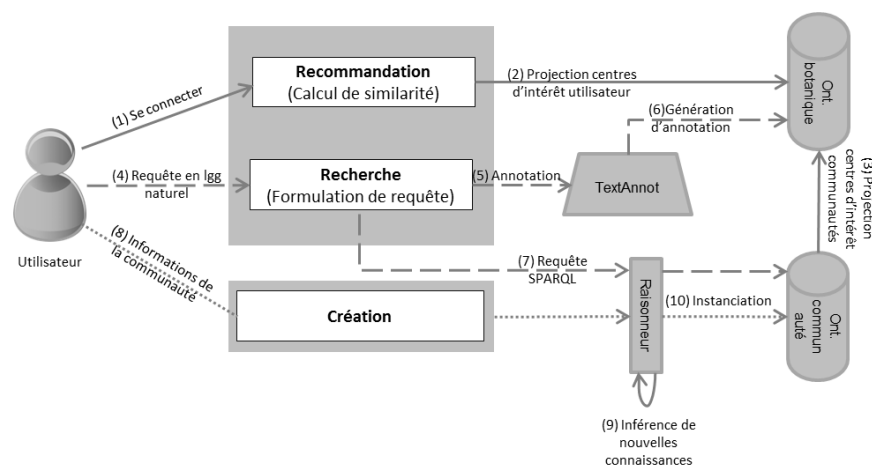 Recommandation
(Calcul de similarité)
(2) Projection centres
d'intérêt utilisateur
Ont.
botanique
(1) Se connecter
(6)Génération
d'annotation
(4) Requête en lgg
naturel
Recherche
(Formulation de requête)
(5) Annotation
TextAnnot
(3) Projection
centres d'intérêt
communautés
Utilisateur
(8) Informations de
la communauté
(7) Requête
SPARQL
Création
Raisonneur
(10) Instanciation
Ont.
commun
auté
(9) Inférence de
nouvelles
connaissances